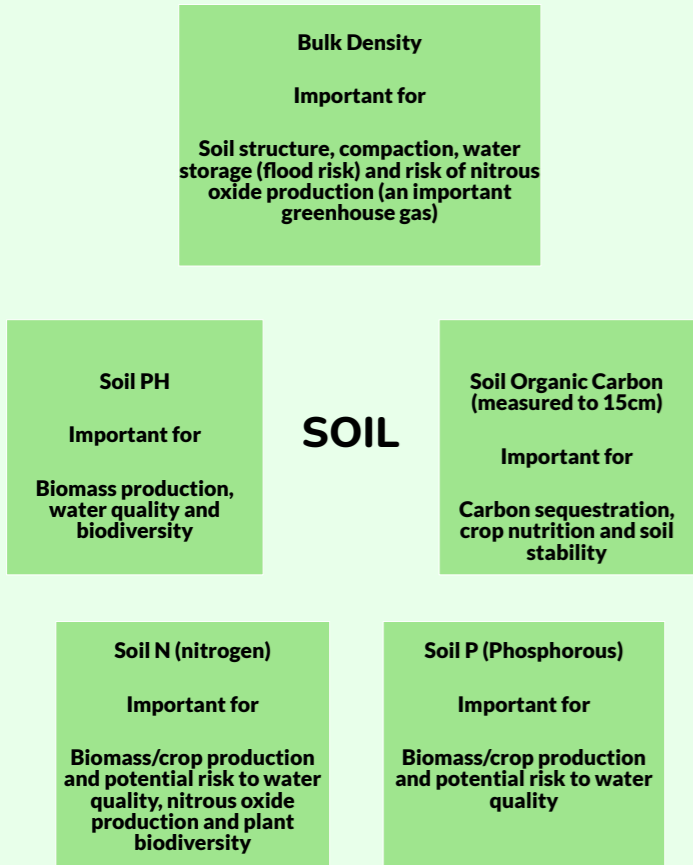 Bulk Density
Important for
Soil structure, compaction, water
storage (flood risk) and risk of nitrous
oxide production (an important
greenhouse gas)
Soil PH
Important for
Biomass production,
water quality and
biodiversity
SOIL
Soil Organic Carbon
(measured to 15cm)
Important for
Carbon sequestration,
crop nutrition and soil
stability
Soil N (nitrogen)
Important for
Biomass/crop production
and potential risk to water
quality, nitrous oxide
production and plant
biodiversity
Soil P (Phosphorous)
Important for
Biomass/crop production
and potential risk to water
quality